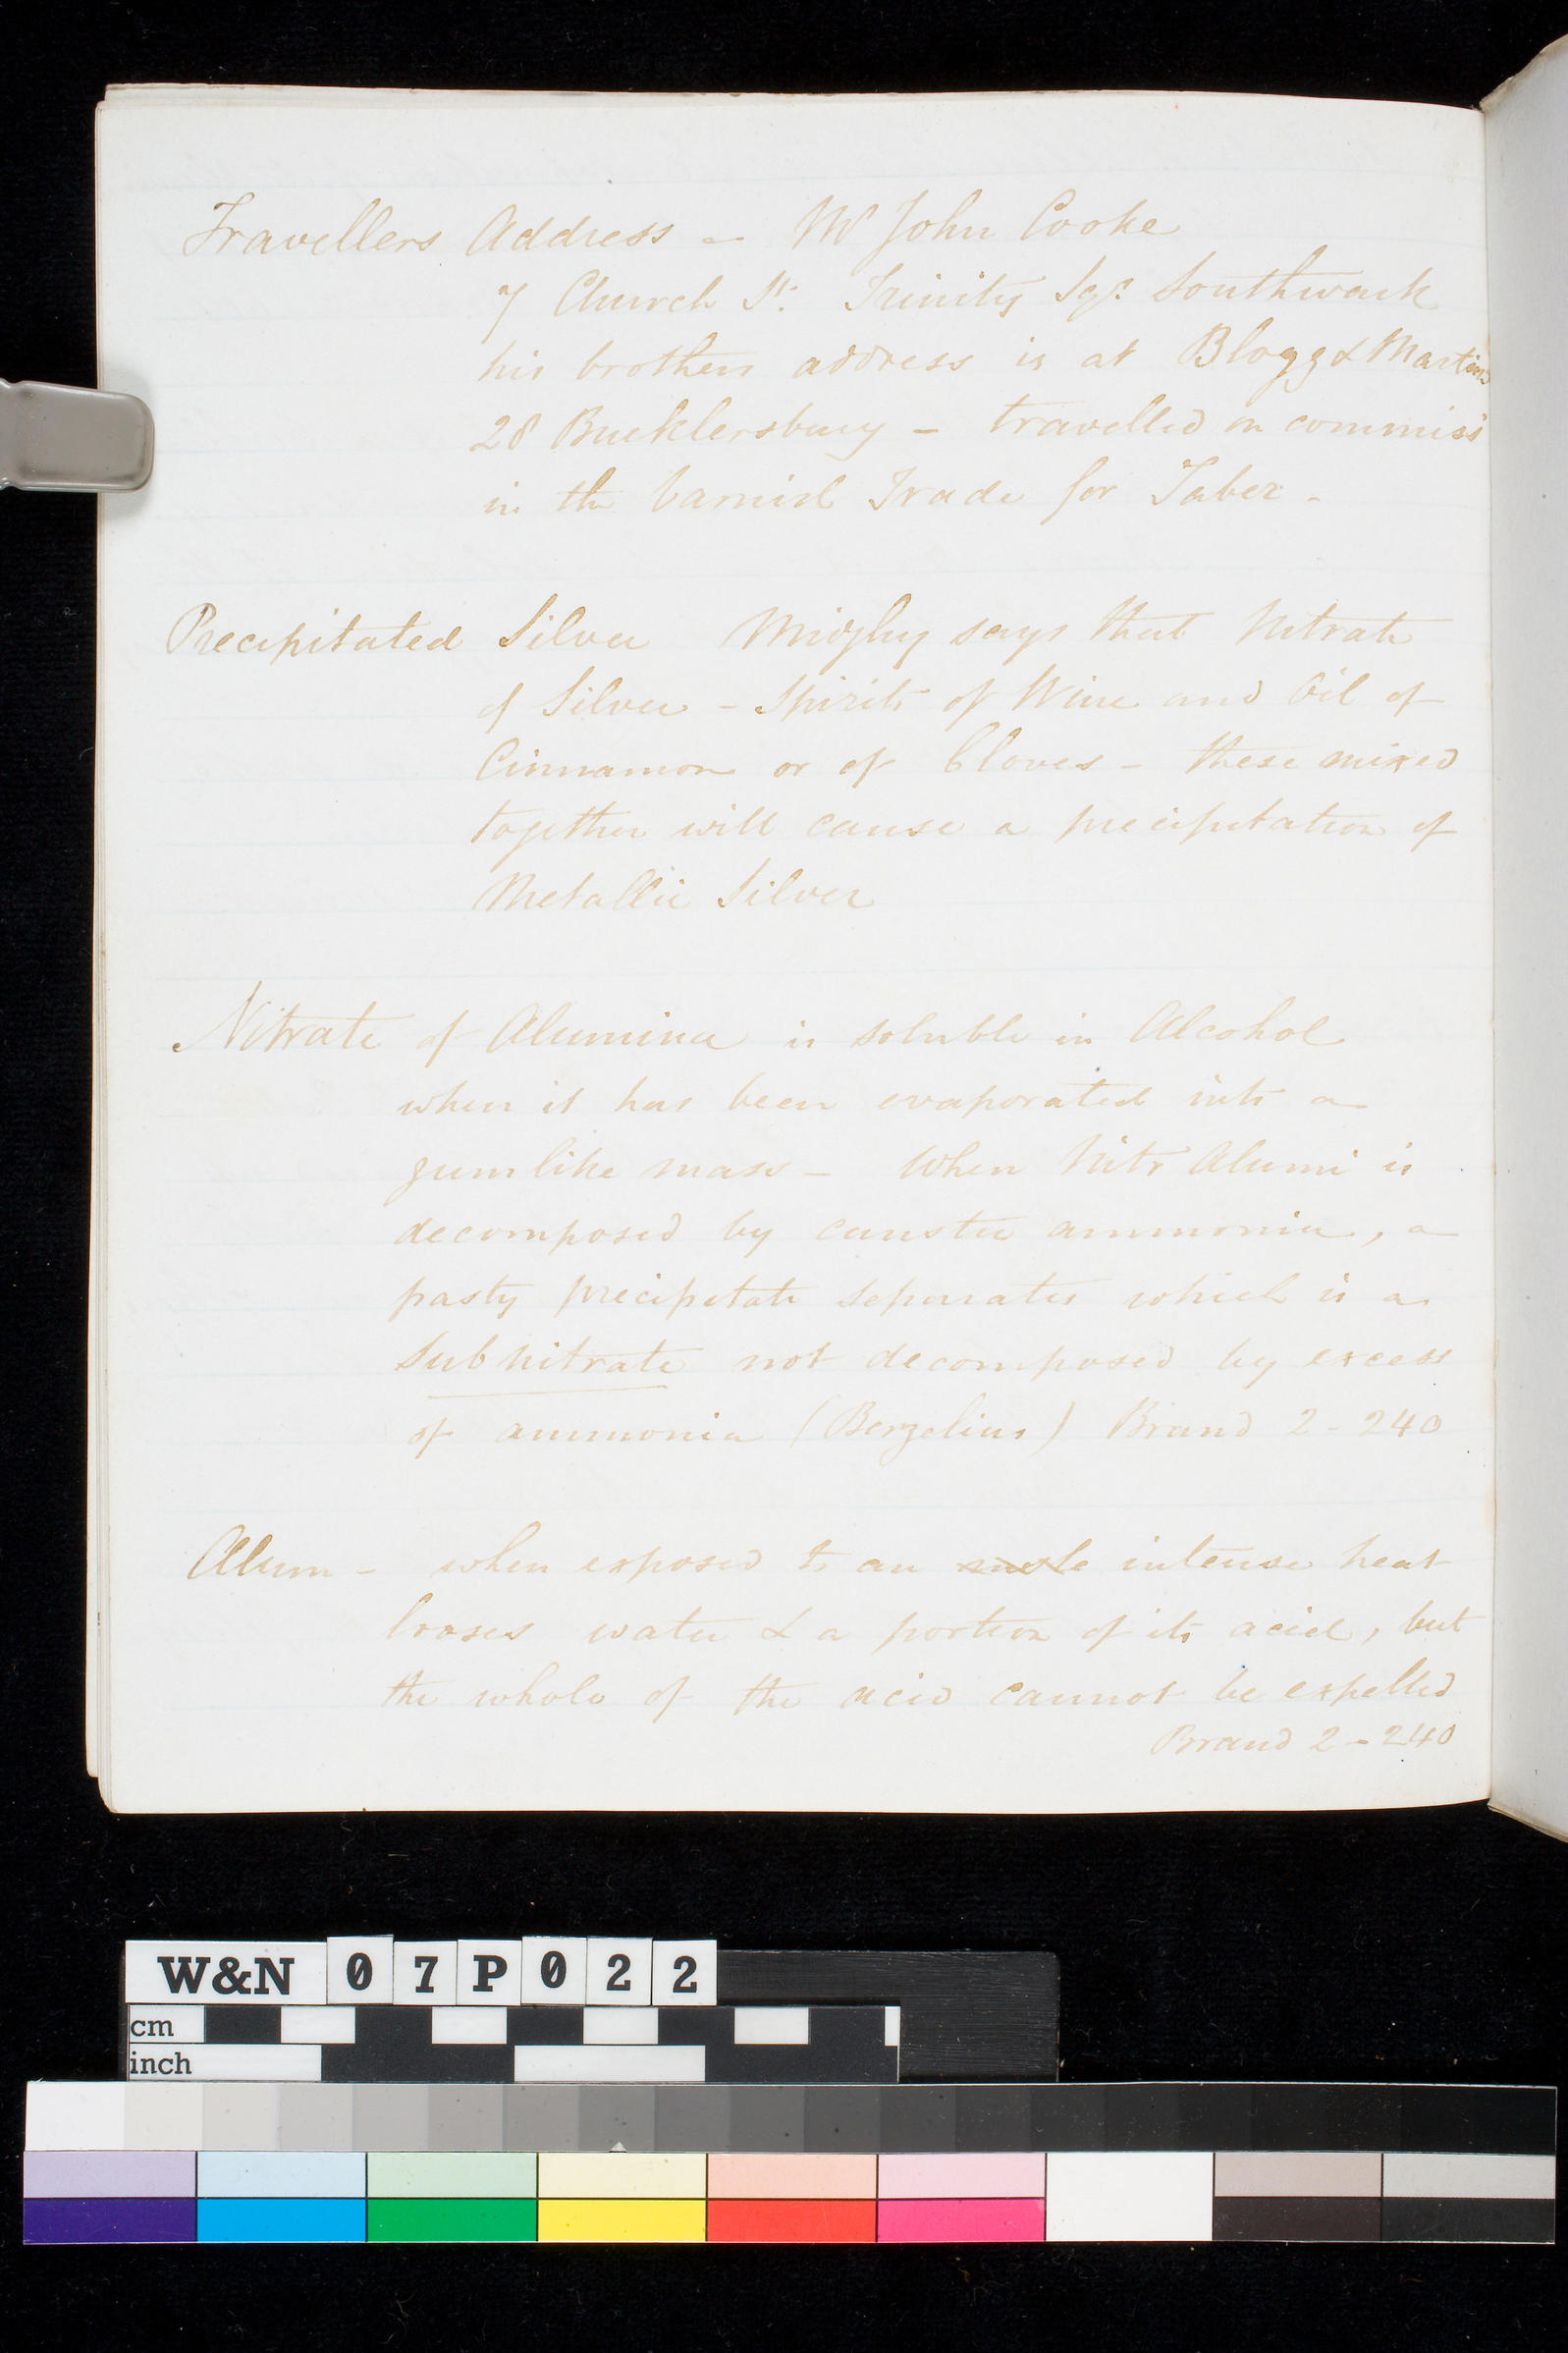 Travellers Address - Mr John Cooke
7 Church St. Trinity Sqr. Southwark
his brothers address is at Blogg & Martins
28 Bucklersbury - travelled on commiss
in the Varnish Trade for Taber -
Precipitated Silver Midgley says that Nitrate
of Silver - Spirits of Wine and Oil of
Cinnamon or of Cloves - these mixed
together will cause a precipitation of
Metallic Silver
Nitrate of Alumina is soluble in Alcohol
when it has been evaporated into a
gumlike mass - When Nitr Alumi is
decomposed by caustic ammonia, a
pasty precipitate separates which is a
Subnitrate not decomposed by excess
of ammonia (Berzelius) Brand 2-240
Alum - when exposed to an intense heat
looses water & a portion of its acid, but
the whole of the acid cannot be expelled
Brand 2-240
W&N 07P022
cm
inch